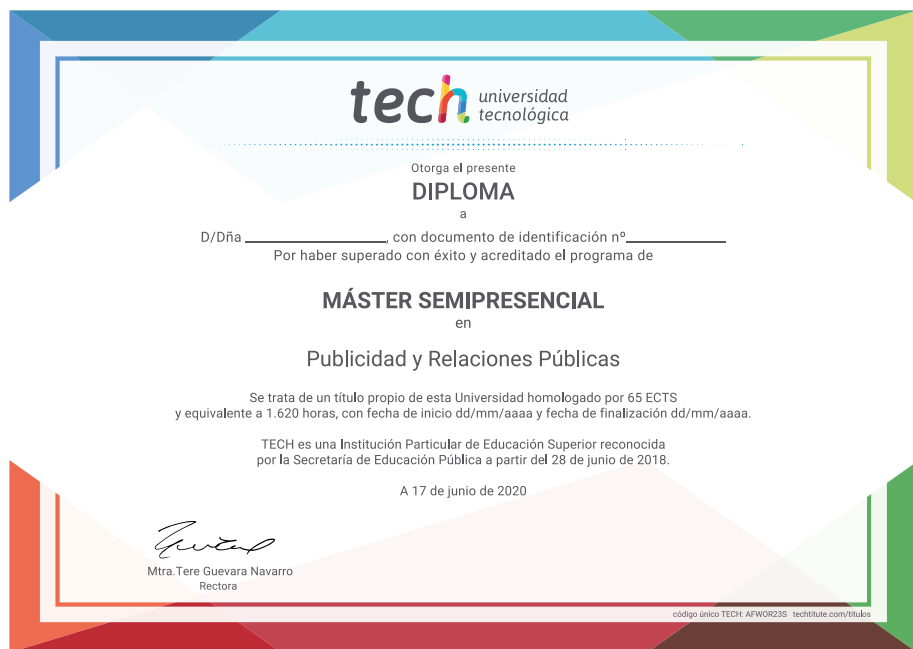 tech universidad
tecnológica
Otorga el presente
DIPLOMA
a
D/Dña ________________, con documento de identificación nº____________
Por haber superado con éxito y acreditado el programa de
MÁSTER SEMIPRESENCIAL
en
Publicidad y Relaciones Públicas
Se trata de un título propio de esta Universidad homologado por 65 ECTS
y equivalente a 1.620 horas, con fecha de inicio dd/mm/aaaa y fecha de finalización dd/mm/aaaa.
TECH es una Institución Particular de Educación Superior reconocida
por la Secretaría de Educación Pública a partir del 28 de junio de 2018.
A 17 de junio de 2020
Mtra.Tere Guevara Navarro
Rectora
código único TECH: AFWOR23S techtitute.com/titulos